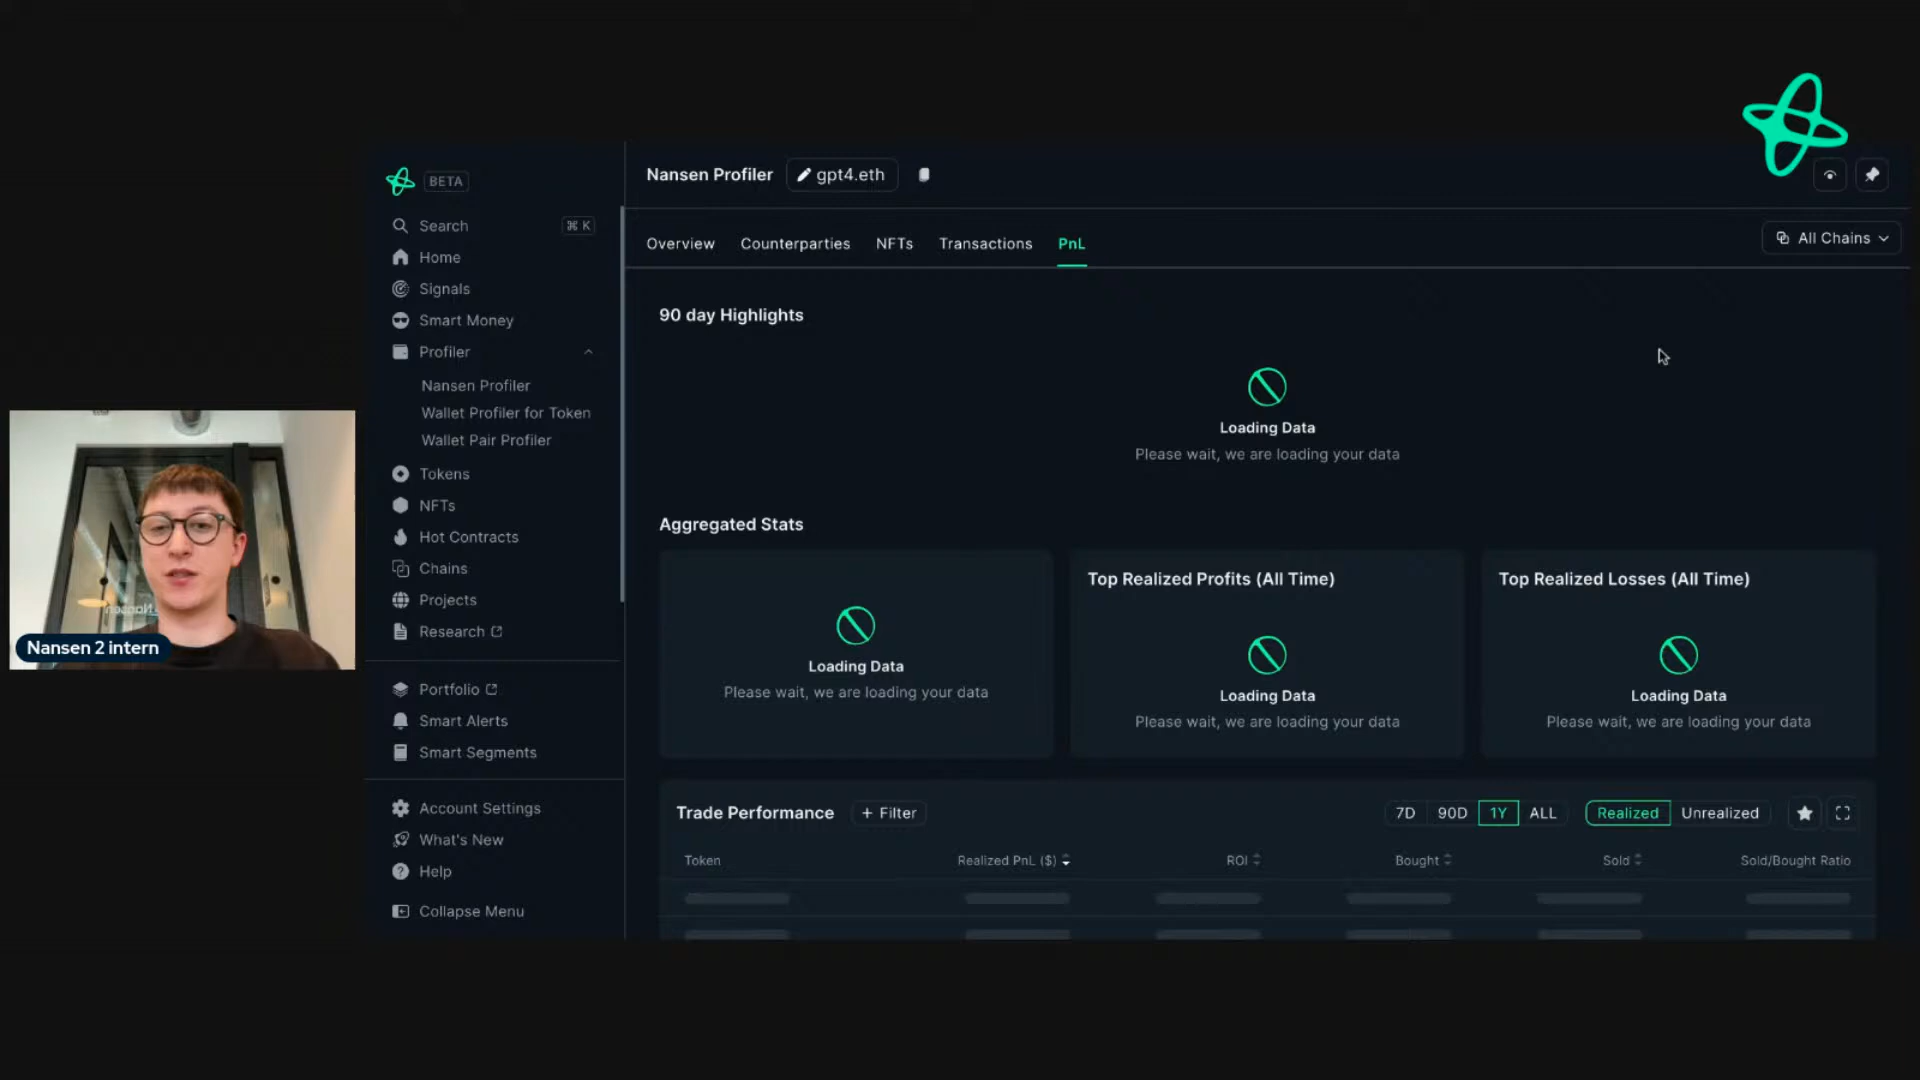 BETA
Search
⌘ K
Home
Signals
Smart Money
Profiler
Nansen Profiler
Wallet Profiler for Token
Wallet Pair Profiler
Tokens
NFTs
Hot Contracts
Chains
Projects
Research
Portfolio
Smart Alerts
Smart Segments
Account Settings
What's New
Help
Collapse Menu
Nansen 2 intern
Nansen
Nansen Profiler
gpt4.eth
Overview
Counterparties
NFTs
Transactions
PnL
All Chains
90 day Highlights
Loading Data
Please wait, we are loading your data
Aggregated Stats
Loading Data
Please wait, we are loading your data
Top Realized Profits (All Time)
Loading Data
Please wait, we are loading your data
Top Realized Losses (All Time)
Loading Data
Please wait, we are loading your data
Trade Performance
+ Filter
7D
90D
1Y
ALL
Realized
Unrealized
Token
Realized PnL ($)
ROI
Bought
Sold
Sold/Bought Ratio